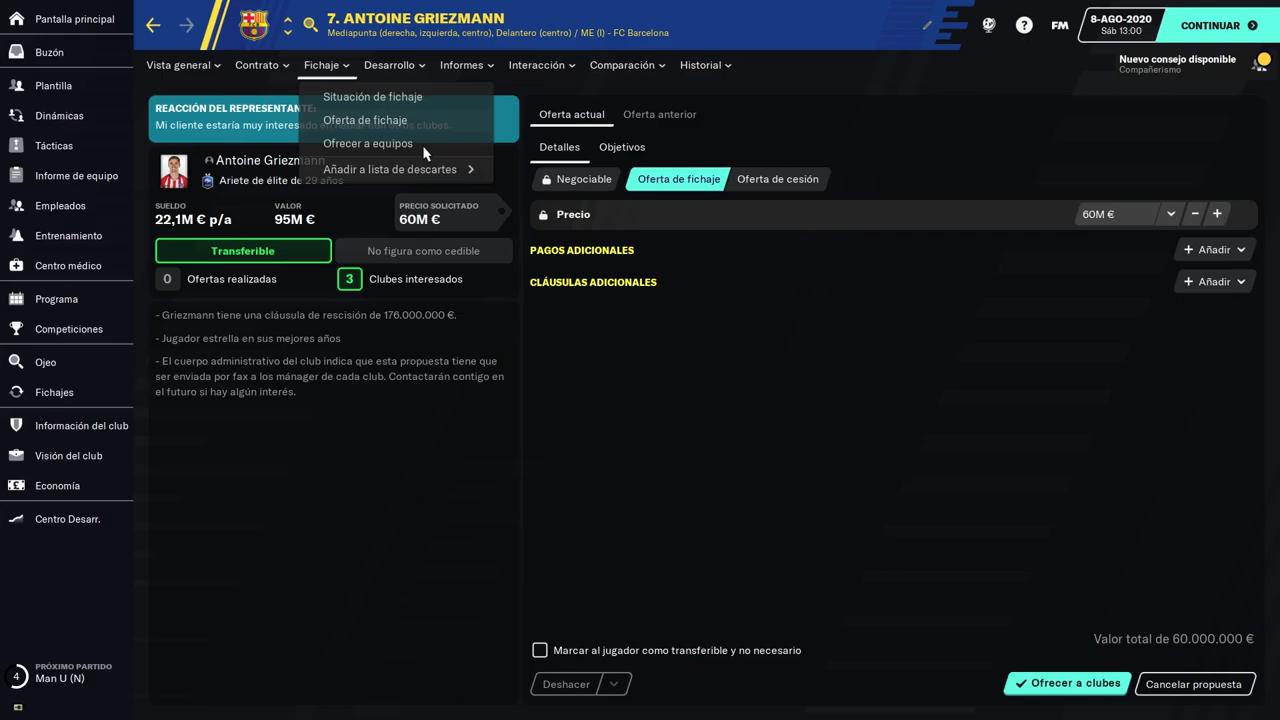 Pantalla principal
Buzón
Plantilla
Dinámicas
Tácticas
Informe de equipo
Empleados
Entrenamiento
Centro médico
Programa
Competiciones
Ojeo
Fichajes
Información del club
Visión del club
Economía
Centro Desarr.
4
PRÓXIMO PARTIDO
Man U (N)
7. ANTOINE GRIEZMANN
Mediapunta (derecha, izquierda, centro), Delantero (centro) / ME (I) - FC Barcelona
?
FM
8-AGO-2020
Sáb 13:00
CONTINUAR
Vista general
Contrato
Fichaje
Desarrollo
Informes
Interacción
Comparación
Historial
Nuevo consejo disponible
Compañerismo
Situación de fichaje
Oferta de fichaje
Ofrecer a equipos
Añadir a lista de descartes
REACCIÓN DEL REPRESENTANTE:
Mi cliente estaría muy interesado en hablar con otros clubes.
Antoine Griezmann
Ariete de élite de 29 años
SUELDO
22,1M € p/a
VALOR
95M €
PRECIO SOLICITADO
60M €
Transferible
No figura como cedible
0 Ofertas realizadas
3 Clubes interesados
- Griezmann tiene una cláusula de rescisión de 176.000.000 €.
- Jugador estrella en sus mejores años
- El cuerpo administrativo del club indica que esta propuesta tiene que
ser enviada por fax a los mánager de cada club. Contactarán contigo en
el futuro si hay algún interés.
Oferta actual
Oferta anterior
Detalles
Objetivos
Negociable
Oferta de fichaje
Oferta de cesión
Precio
60M €
- +
PAGOS ADICIONALES
+ Añadir
CLÁUSULAS ADICIONALES
+ Añadir
Valor total de 60.000.000 €
Marcar al jugador como transferible y no necesario
Deshacer
Ofrecer a clubes
Cancelar propuesta